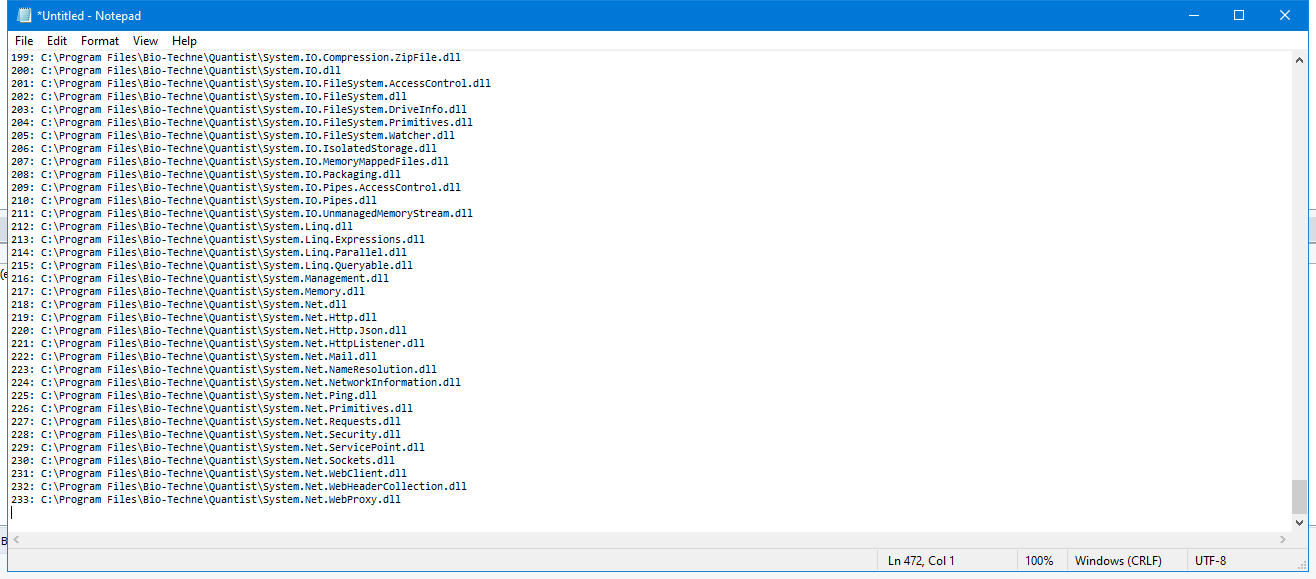 *Untitled - Notepad
File Edit Format View Help
199: C:\Program Files\Bio-Techne\Quantist\System.IO.Compression.ZipFile.dll
200: C:\Program Files\Bio-Techne\Quantist\System.IO.dll
201: C:\Program Files\Bio-Techne\Quantist\System.IO.FileSystem.AccessControl.dll
202: C:\Program Files\Bio-Techne\Quantist\System.IO.FileSystem.dll
203: C:\Program Files\Bio-Techne\Quantist\System.IO.FileSystem.DriveInfo.dll
204: C:\Program Files\Bio-Techne\Quantist\System.IO.FileSystem.Primitives.dll
205: C:\Program Files\Bio-Techne\Quantist\System.IO.FileSystem.Watcher.dll
206: C:\Program Files\Bio-Techne\Quantist\System.IO.IsolatedStorage.dll
207: C:\Program Files\Bio-Techne\Quantist\System.IO.MemoryMappedFiles.dll
208: C:\Program Files\Bio-Techne\Quantist\System.IO.Packaging.dll
209: C:\Program Files\Bio-Techne\Quantist\System.IO.Pipes.AccessControl.dll
210: C:\Program Files\Bio-Techne\Quantist\System.IO.Pipes.dll
211: C:\Program Files\Bio-Techne\Quantist\System.IO.UnmanagedMemoryStream.dll
212: C:\Program Files\Bio-Techne\Quantist\System.Linq.dll
213: C:\Program Files\Bio-Techne\Quantist\System.Linq.Expressions.dll
214: C:\Program Files\Bio-Techne\Quantist\System.Linq.Parallel.dll
215: C:\Program Files\Bio-Techne\Quantist\System.Linq.Queryable.dll
216: C:\Program Files\Bio-Techne\Quantist\System.Management.dll
217: C:\Program Files\Bio-Techne\Quantist\System.Memory.dll
218: C:\Program Files\Bio-Techne\Quantist\System.Net.dll
219: C:\Program Files\Bio-Techne\Quantist\System.Net.Http.dll
220: C:\Program Files\Bio-Techne\Quantist\System.Net.Http.Json.dll
221: C:\Program Files\Bio-Techne\Quantist\System.Net.HttpListener.dll
222: C:\Program Files\Bio-Techne\Quantist\System.Net.Mail.dll
223: C:\Program Files\Bio-Techne\Quantist\System.Net.NameResolution.dll
224: C:\Program Files\Bio-Techne\Quantist\System.Net.NetworkInformation.dll
225: C:\Program Files\Bio-Techne\Quantist\System.Net.Ping.dll
226: C:\Program Files\Bio-Techne\Quantist\System.Net.Primitives.dll
227: C:\Program Files\Bio-Techne\Quantist\System.Net.Requests.dll
228: C:\Program Files\Bio-Techne\Quantist\System.Net.Security.dll
229: C:\Program Files\Bio-Techne\Quantist\System.Net.ServicePoint.dll
230: C:\Program Files\Bio-Techne\Quantist\System.Net.Sockets.dll
231: C:\Program Files\Bio-Techne\Quantist\System.Net.WebClient.dll
232: C:\Program Files\Bio-Techne\Quantist\System.Net.WebHeaderCollection.dll
233: C:\Program Files\Bio-Techne\Quantist\System.Net.WebProxy.dll
Ln 472, Col 1 100% Windows (CRLF) UTF-8